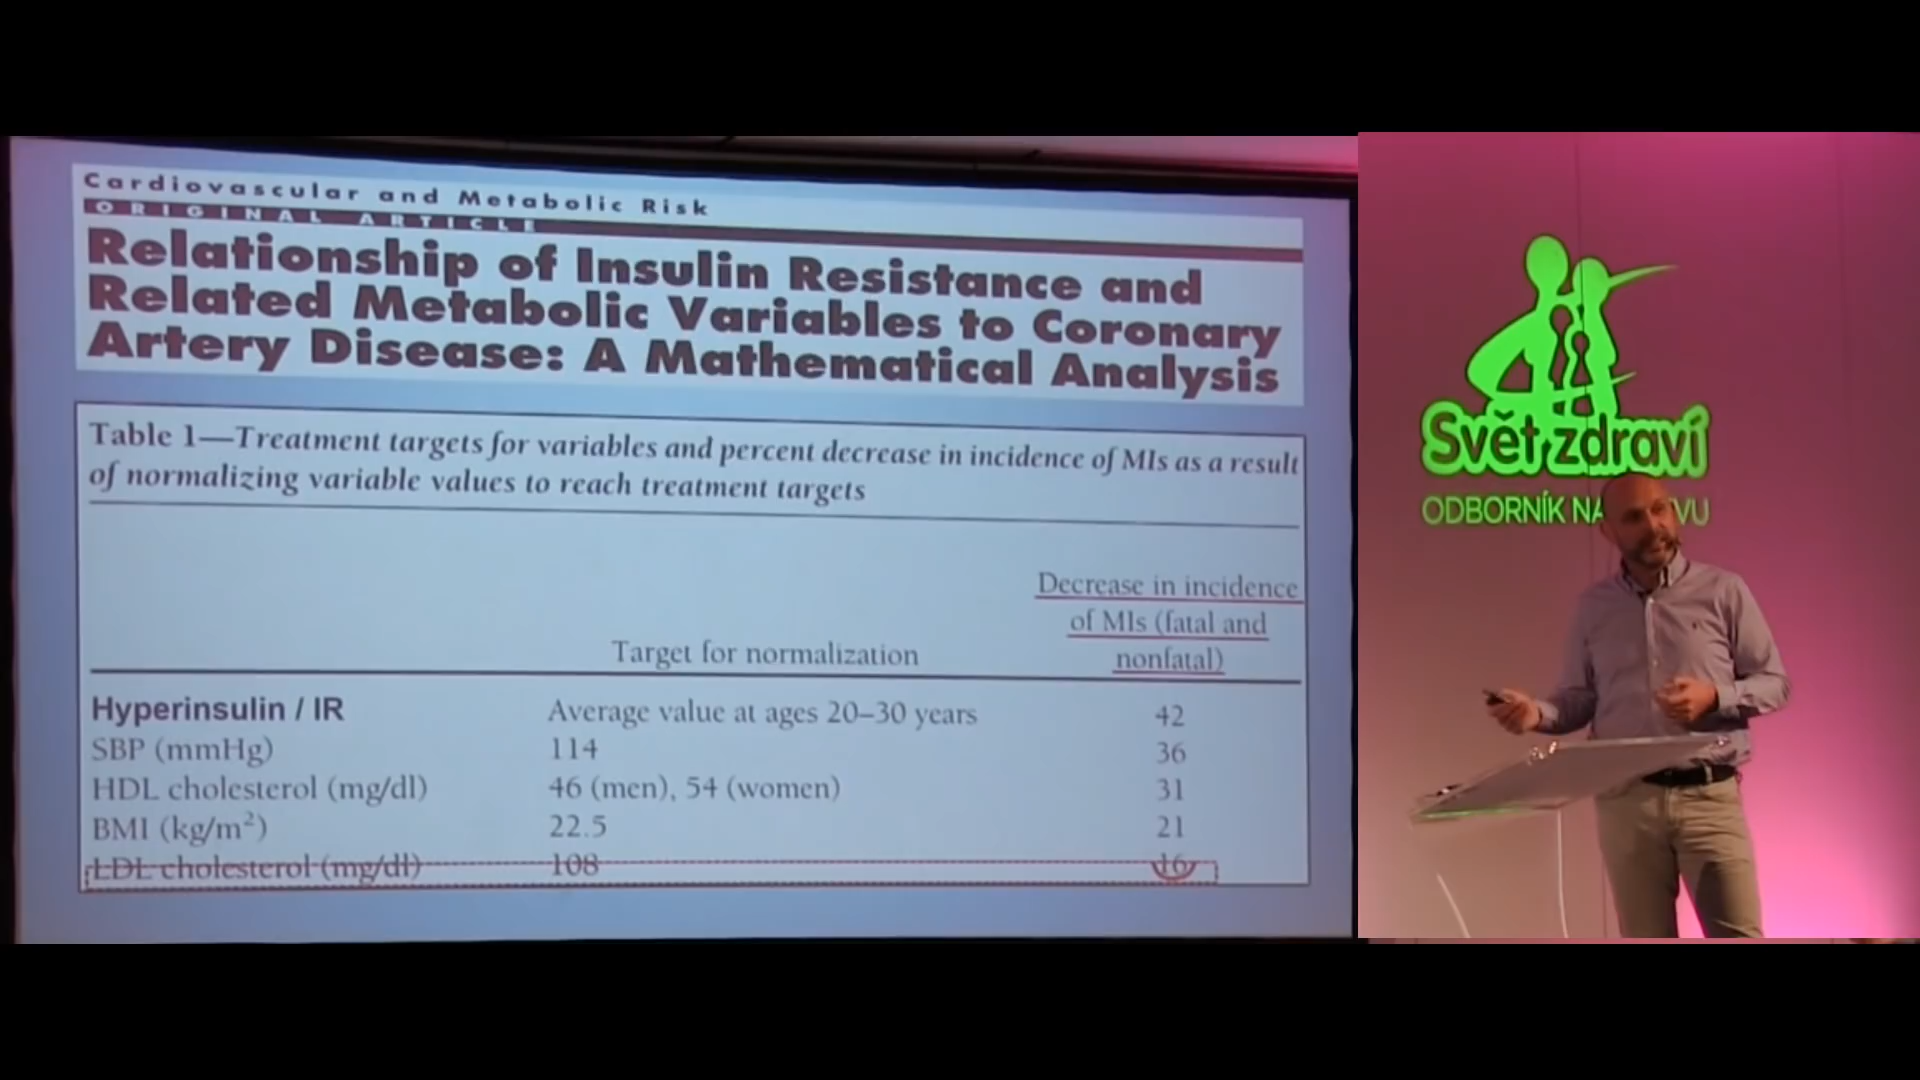 Cardiovascular and Metabolic Risk
ORIGINAL ARTICLE
Relationship of Insulin Resistance and
Related Metabolic Variables to Coronary
Artery Disease: A Mathematical Analysis
Table 1—Treatment targets for variables and percent decrease in incidence of MIs as a result
of normalizing variable values to reach treatment targets
Decrease in incidence
of MIs (fatal and
Target for normalization nonfatal)
Hyperinsulin / IR Average value at ages 20–30 years 42
SBP (mmHg) 114 36
HDL cholesterol (mg/dl) 46 (men), 54 (women) 31
BMI (kg/m²) 22.5 21
LDL cholesterol (mg/dl) 108 16
Svět zdraví
ODBORNÍK NA VU